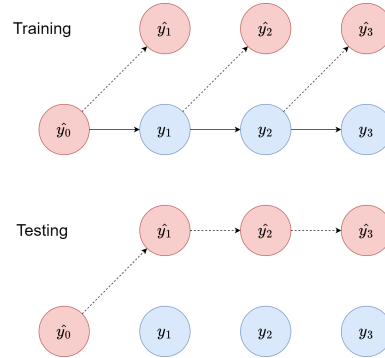 Training
ŷ₁ ŷ₂ ŷ₃
ŷ₀ y₁ y₂ y₃
Testing
ŷ₁ ŷ₂ ŷ₃
ŷ₀ y₁ y₂ y₃